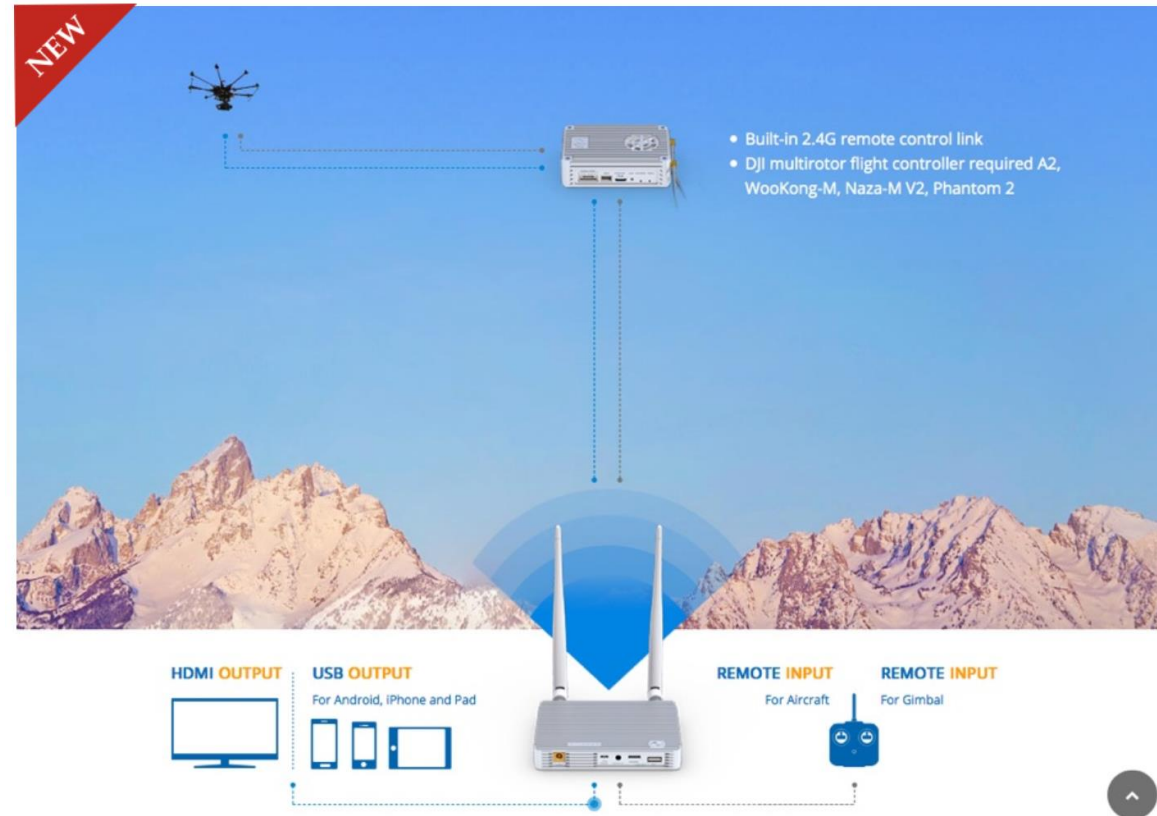 NEW
Built-in 2.4G remote control link
DJI multirotor flight controller required A2,
WooKong-M, Naza-M V2, Phantom 2
HDMI OUTPUT
USB OUTPUT
For Android, iPhone and Pad
REMOTE INPUT
For Aircraft
REMOTE INPUT
For Gimbal